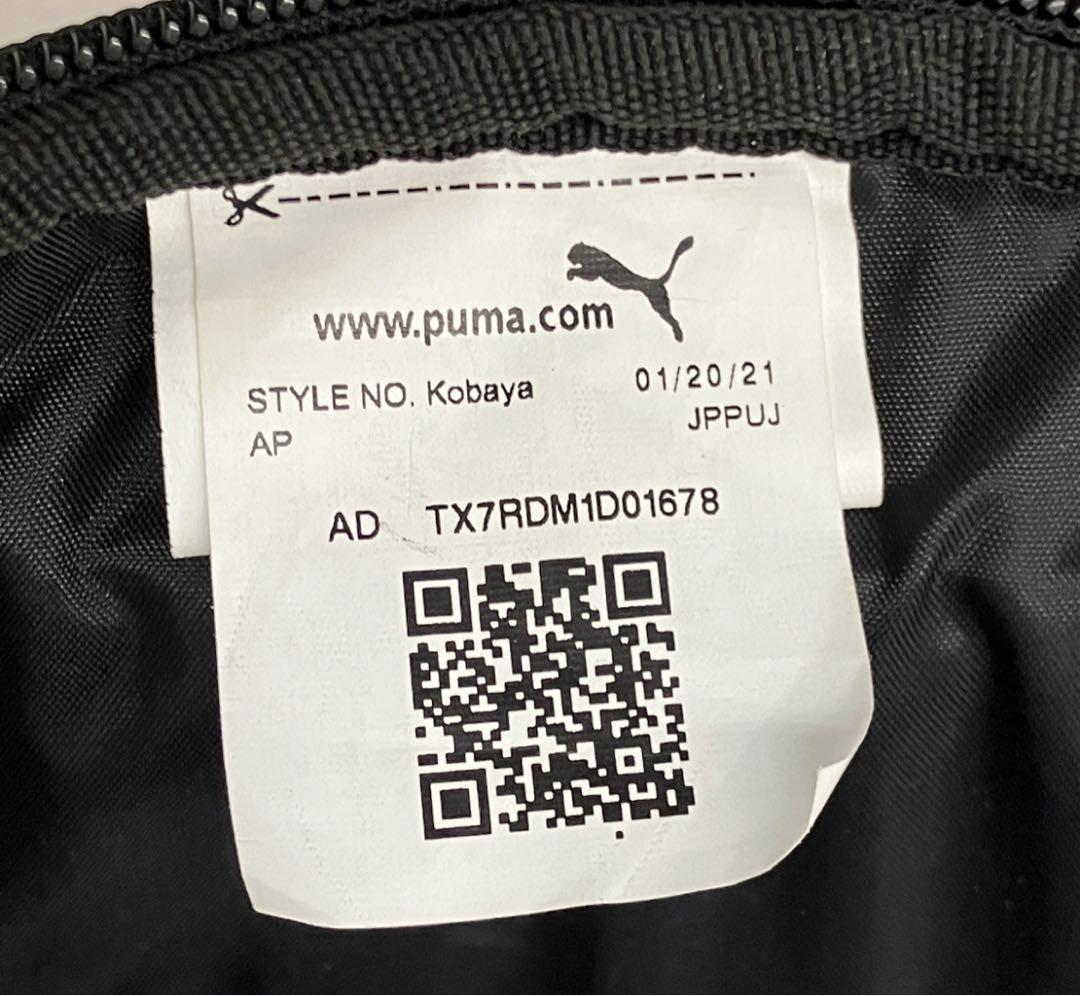 www.puma.com
STYLE NO. Kobaya 01/20/21
AP JPPUJ
AD TX7RDM1D01678